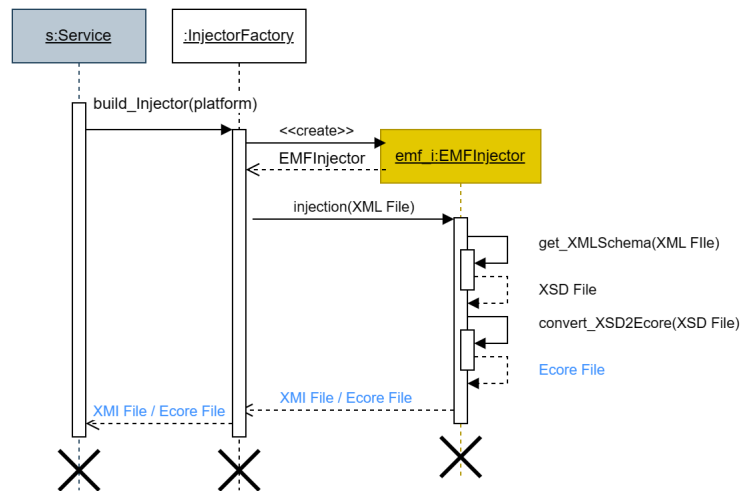 s:Service
:InjectorFactory
build_Injector(platform)
<<create>>
EMFInjector
emf_i:EMFInjector
injection(XML File)
get_XMLSchema(XML FIle)
XSD File
convert_XSD2Ecore(XSD File)
Ecore File
XMI File / Ecore File
XMI File / Ecore File